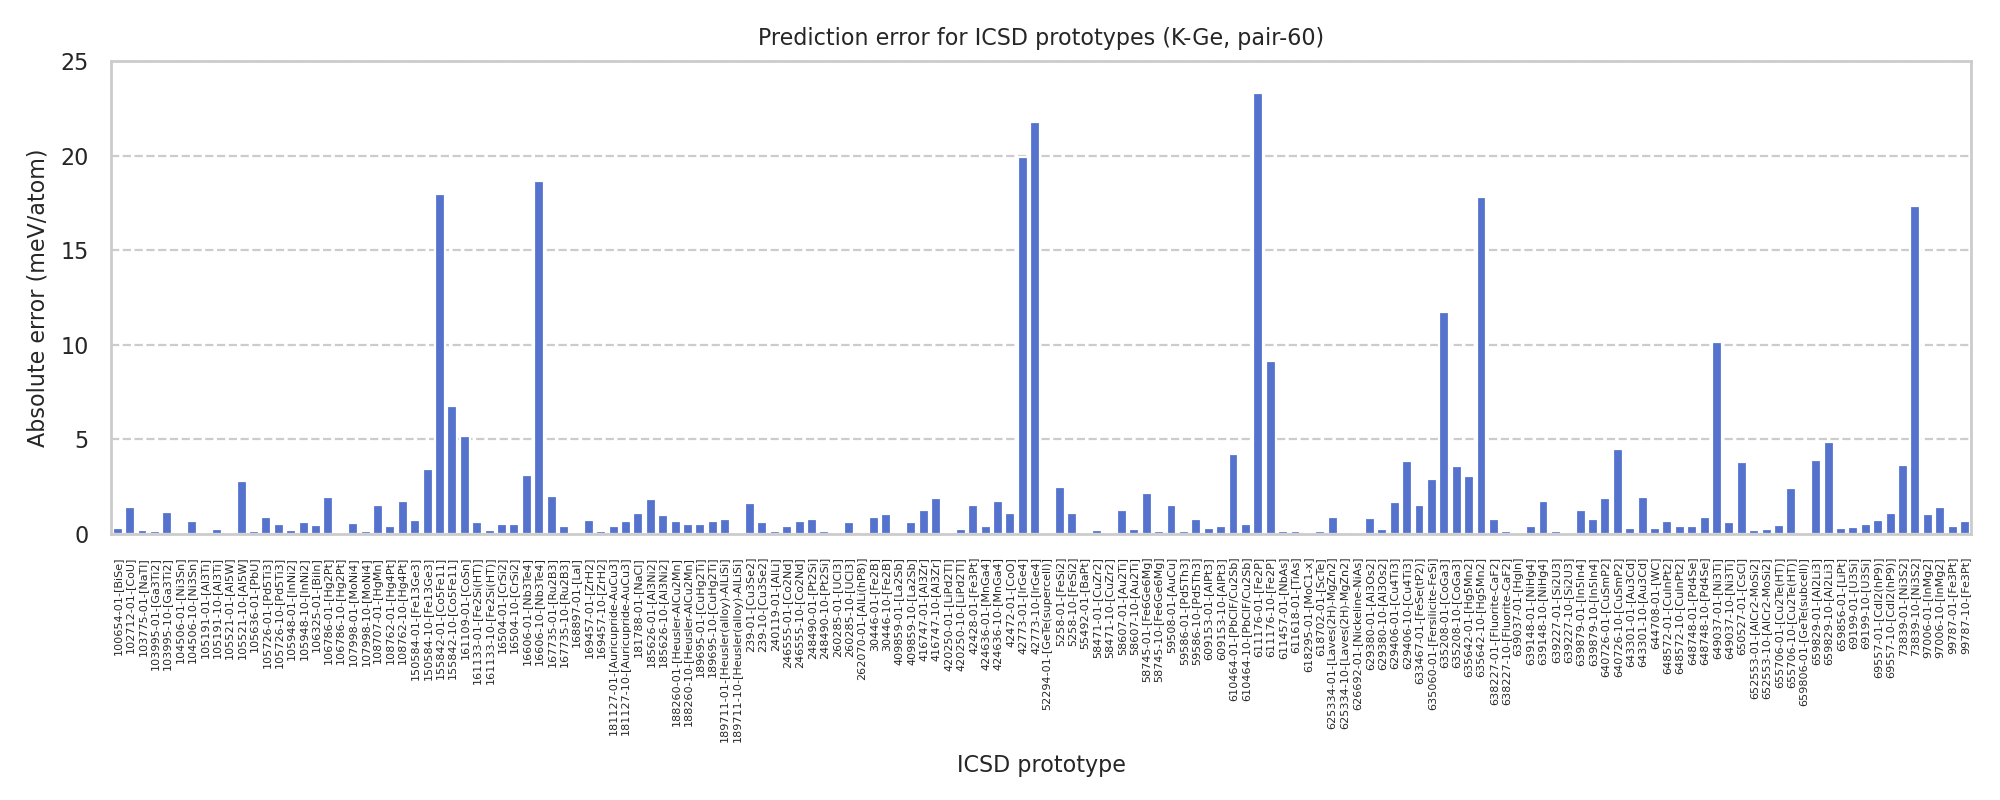 Prediction error for ICSD prototypes (K-Ge, pair-60)
25
20
15
10
5
0
Absolute error (meV/atom)
100654-01-[BiSe]
102712-01-[CoU]
103775-01-[NaTl]
103995-01-[Ga3Ti2]
103995-10-[Ga3Ti2]
104506-01-[Ni3Sn]
104506-10-[Ni3Sn]
105191-01-[Al3Ti]
105191-10-[Al3Ti]
105521-01-[Al5W]
105521-10-[Al5W]
105636-01-[PbU]
105726-01-[Pd5Ti3]
105726-10-[Pd5Ti3]
105948-01-[InNi2]
105948-10-[InNi2]
106325-01-[BiIn]
106786-01-[Hg2Pt]
106786-10-[Hg2Pt]
107998-01-[MoNi4]
107998-10-[MoNi4]
108707-01-[HgMn]
108762-01-[Hg4Pt]
108762-10-[Hg4Pt]
150584-01-[Fe13Ge3]
150584-10-[Fe13Ge3]
155842-01-[Co5Fe11]
155842-10-[Co5Fe11]
161109-01-[CoSn]
161133-01-[Fe2Si(HT)]
161133-10-[Fe2Si(HT)]
16504-01-[CrSi2]
16504-10-[CrSi2]
16606-01-[Nb3Te4]
16606-10-[Nb3Te4]
167735-01-[Ru2B3]
167735-10-[Ru2B3]
168897-01-[LaI]
169457-01-[ZrH2]
169457-10-[ZrH2]
181127-01-[Auricupride-AuCu3]
181127-10-[Auricupride-AuCu3]
181788-01-[NaCl]
185626-01-[Al3Ni2]
185626-10-[Al3Ni2]
188260-01-[Heusler-AlCu2Mn]
188260-10-[Heusler-AlCu2Mn]
189695-01-[CuHg2Ti]
189695-10-[CuHg2Ti]
189711-01-[Heusler(alloy)-AlLiSi]
189711-10-[Heusler(alloy)-AlLiSi]
239-01-[Cu3Se2]
239-10-[Cu3Se2]
240119-01-[AlLi]
246555-01-[Co2Nd]
246555-10-[Co2Nd]
248490-01-[Pt2Si]
248490-10-[Pt2Si]
260285-01-[UCl3]
260285-10-[UCl3]
262070-01-[AlLi(hP8)]
30446-01-[Fe2B]
30446-10-[Fe2B]
409859-01-[La2Sb]
409859-10-[La2Sb]
416747-01-[Al3Zr]
416747-10-[Al3Zr]
420250-01-[LiPd2Tl]
420250-10-[LiPd2Tl]
42428-01-[Fe3Pt]
424636-01-[MnGa4]
424636-10-[MnGa4]
42472-01-[CoO]
42773-01-[IrGe4]
42773-10-[IrGe4]
52294-01-[GeTe(supercell)]
5258-01-[FeSi2]
5258-10-[FeSi2]
55492-01-[BaPt]
58471-01-[CuZr2]
58471-10-[CuZr2]
58607-01-[Au2Ti]
58607-10-[Au2Ti]
58745-01-[Fe6Ge6Mg]
58745-10-[Fe6Ge6Mg]
59508-01-[AuCu]
59586-01-[Pd5Th3]
59586-10-[Pd5Th3]
609153-01-[AlPt3]
609153-10-[AlPt3]
610464-01-[PbClF/Cu2Sb]
610464-10-[PbClF/Cu2Sb]
611176-01-[Fe2P]
611176-10-[Fe2P]
611457-01-[NbAs]
611618-01-[TiAs]
618295-01-[MoC1-x]
618702-01-[ScTe]
625334-01-[Laves(2H)-MgZn2]
625334-10-[Laves(2H)-MgZn2]
626692-01-[Nickeline-NiAs]
629380-01-[Al3Os2]
629380-10-[Al3Os2]
629406-01-[Cu4Ti3]
629406-10-[Cu4Ti3]
633467-01-[FeSe(tP2)]
635060-01-[Fersilicite-FeSi]
635208-01-[CoGa3]
635208-10-[CoGa3]
635642-01-[Hg5Mn2]
635642-10-[Hg5Mn2]
638227-01-[Fluorite-CaF2]
638227-10-[Fluorite-CaF2]
639037-01-[HgIn]
639148-01-[NiHg4]
639148-10-[NiHg4]
639227-01-[Si2U3]
639227-10-[Si2U3]
639879-01-[In5In4]
639879-10-[In5In4]
640726-01-[CuSmP2]
640726-10-[CuSmP2]
643301-01-[Au3Cd]
643301-10-[Au3Cd]
644708-01-[WC]
648572-01-[CuInPt2]
648572-10-[CuInPt2]
648748-01-[Pd4Se]
648748-10-[Pd4Se]
649037-01-[Ni3Ti]
649037-10-[Ni3Ti]
650527-01-[CsCl]
652553-01-[AlCr2-MoSi2]
652553-10-[AlCr2-MoSi2]
655706-01-[Cu2Te(HT)]
655706-10-[Cu2Te(HT)]
659806-01-[GeTe(subcell)]
659829-01-[Al2Li3]
659829-10-[Al2Li3]
659856-01-[LiPt]
69199-01-[U3Si]
69199-10-[U3Si]
69557-01-[CdI2(hP9)]
69557-10-[CdI2(hP9)]
73839-01-[Ni3S2]
73839-10-[Ni3S2]
97006-01-[InMg2]
97006-10-[InMg2]
99787-01-[Fe3Pt]
99787-10-[Fe3Pt]
ICSD prototype